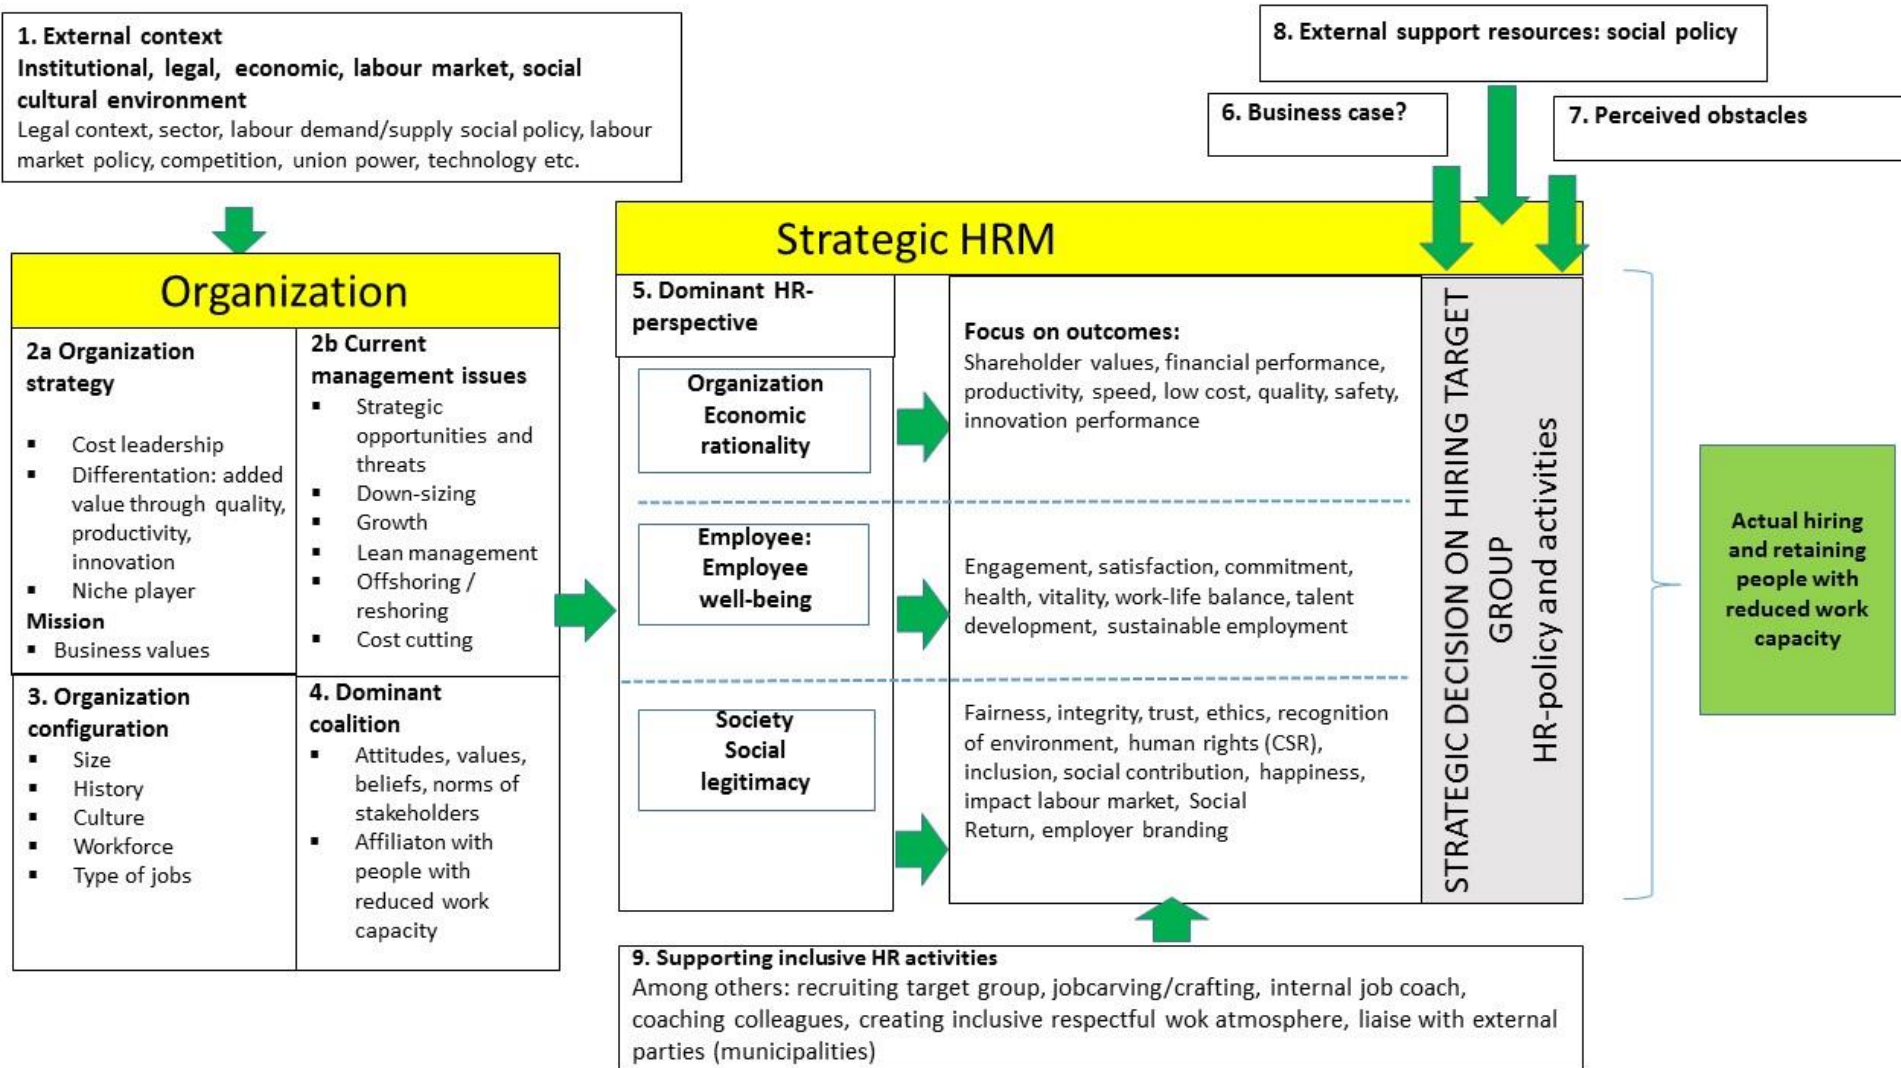 1. External context
Institutional, legal, economic, labour market, social
cultural environment
Legal context, sector, labour demand/supply social policy, labour
market policy, competition, union power, technology etc.
8. External support resources: social policy
6. Business case?
7. Perceived obstacles
Organization
2a Organization
strategy
▪ Cost leadership
▪ Differentation: added
value through quality,
productivity,
innovation
▪ Niche player
Mission
▪ Business values
2b Current
management issues
▪ Strategic
opportunities and
threats
▪ Down-sizing
▪ Growth
▪ Lean management
▪ Offshoring /
reshoring
▪ Cost cutting
3. Organization
configuration
▪ Size
▪ History
▪ Culture
▪ Workforce
▪ Type of jobs
4. Dominant
coalition
▪ Attitudes, values,
beliefs, norms of
stakeholders
▪ Affiliaton with
people with
reduced work
capacity
Strategic HRM
5. Dominant HR-
perspective
Organization
Economic
rationality
Focus on outcomes:
Shareholder values, financial performance,
productivity, speed, low cost, quality, safety,
innovation performance
Employee:
Employee
well-being
Engagement, satisfaction, commitment,
health, vitality, work-life balance, talent
development, sustainable employment
Society
Social
legitimacy
Fairness, integrity, trust, ethics, recognition
of environment, human rights (CSR),
inclusion, social contribution, happiness,
impact labour market, Social
Return, employer branding
STRATEGIC DECISION ON HIRING TARGET
GROUP
HR-policy and activities
Actual hiring
and retaining
people with
reduced work
capacity
9. Supporting inclusive HR activities
Among others: recruiting target group, jobcarving/crafting, internal job coach,
coaching colleagues, creating inclusive respectful wok atmosphere, liaise with external
parties (municipalities)